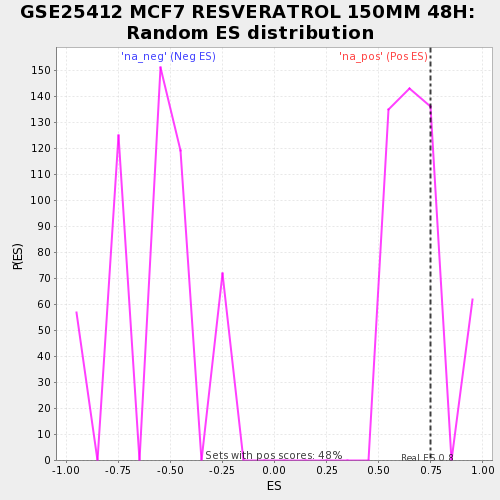 GSE25412 MCF7 RESVERATROL 150MM 48H:
Random ES distribution
'na_neg' (Neg ES)
'na_pos' (Pos ES)
150
140
130
120
110
100
90
80
70
60
50
40
30
20
10
0
P(ES)
Sets with pos scores: 48%
Real ES 0.8
-1.00 -0.75 -0.50 -0.25 0.00 0.25 0.50 0.75 1.00
ES